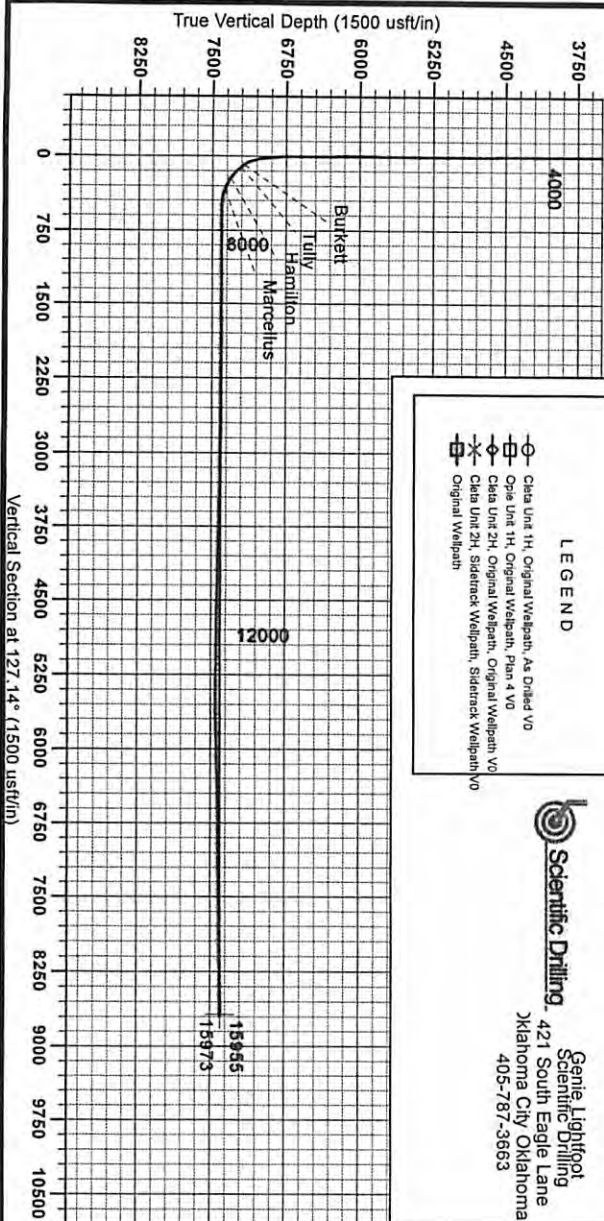 True Vertical Depth (1500 usft/in)
3750
4500
5250
6000
6750
7500
8250
4000
Burkett
Tully
Hamilton
Marcellus
8000
12000
15955
15973
0
750
1500
2250
3000
3750
4500
5250
6000
6750
7500
8250
9000
9750
10500
Vertical Section at 127.14° (1500 usft/in)
LEGEND
Cleta Unit 1H, Original Wellpath, As Drilled V0
Opie Unit 1H, Original Wellpath, Plan 4 V0
Cleta Unit 2H, Original Wellpath, Original Wellpath V0
Cleta Unit 2H, Sidetrack Wellpath, Sidetrack Wellpath V0
Original Wellpath
Scientific Drilling
Genie Lightfoot
Scientific Drilling
421 South Eagle Lane
Oklahoma City Oklahoma
405-787-3663